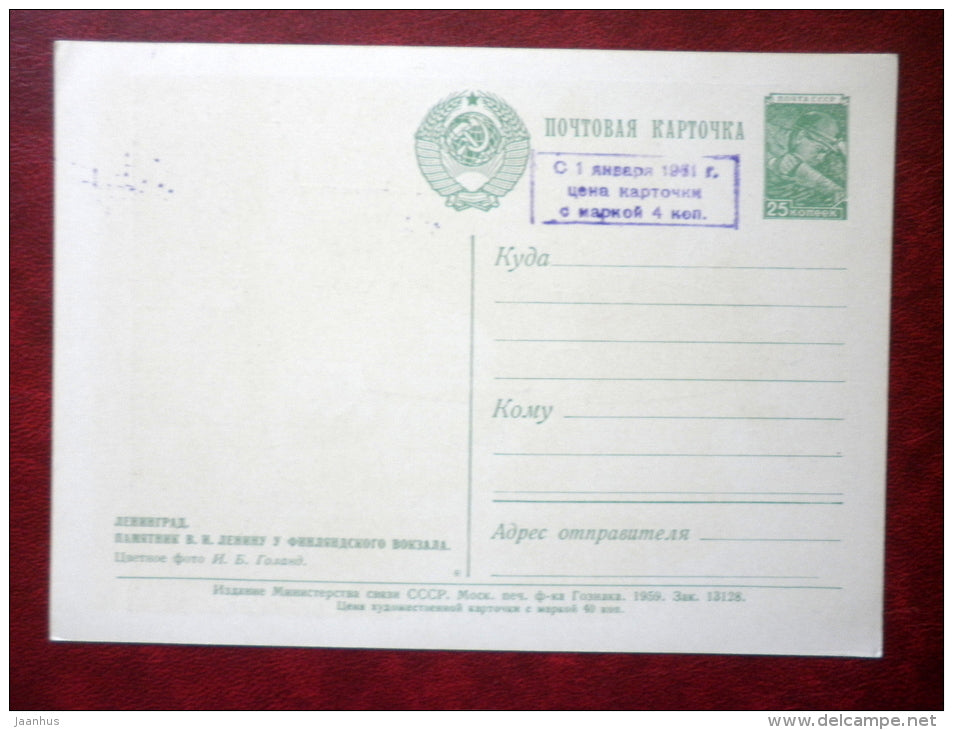 ПОЧТА СССР
ПОЧТОВАЯ КАРТОЧКА
С 1 января 1961 г.
цена карточки
с маркой 4 коп.
25 копеек
Куда
Кому
ЛЕНИНГРАД.
ПАМЯТНИК В. И. ЛЕНИНУ У ФИНЛЯНДСКОГО ВОКЗАЛА.
Цветное фото И. Б. Голанд.
Адрес отправителя
Издание Министерства связи СССР. Моск. печ. ф-ка Гознака. 1959. Зак. 13128.
Цена художественной карточки с маркой 40 коп.
jaanhus
www.delcampe.net